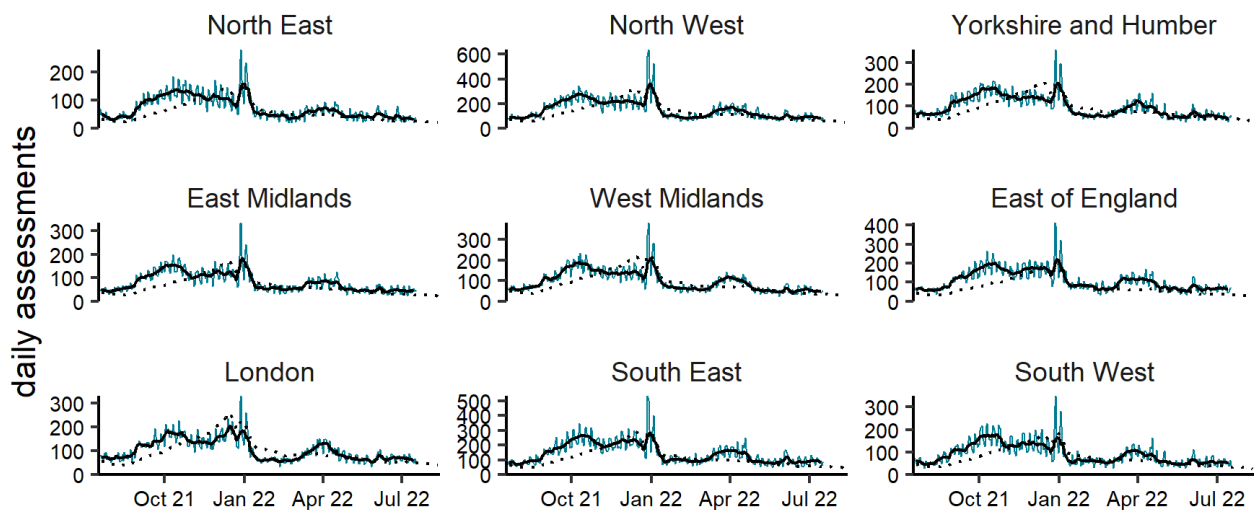 North East
North West
Yorkshire and Humber
200
100
0
600
400
200
0
300
200
100
0
daily assessments
East Midlands
West Midlands
East of England
300
200
100
0
300
200
100
0
400
300
200
100
0
London
South East
South West
300
200
100
0
500
400
300
200
100
0
300
200
100
0
Oct 21 Jan 22 Apr 22 Jul 22
Oct 21 Jan 22 Apr 22 Jul 22
Oct 21 Jan 22 Apr 22 Jul 22